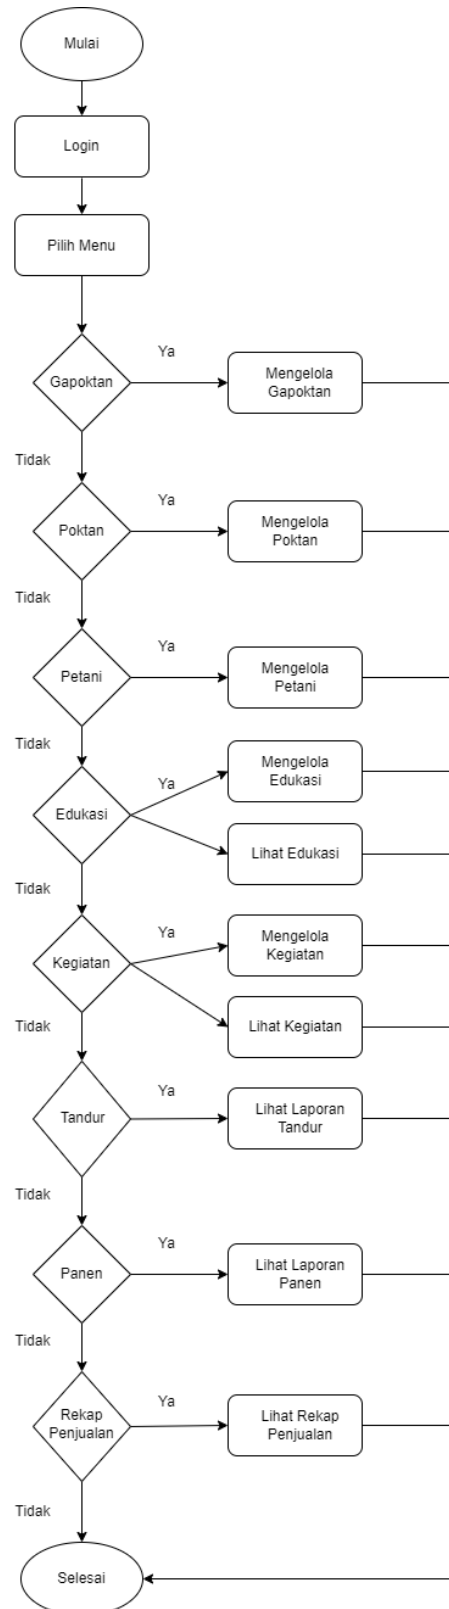 Mulai
Login
Pilih Menu
Gapoktan
Ya
Mengelola
Gapoktan
Tidak
Poktan
Ya
Mengelola
Poktan
Tidak
Petani
Ya
Mengelola
Petani
Tidak
Edukasi
Ya
Mengelola
Edukasi
Lihat Edukasi
Tidak
Kegiatan
Ya
Mengelola
Kegiatan
Lihat Kegiatan
Tidak
Tandur
Ya
Lihat Laporan
Tandur
Tidak
Panen
Ya
Lihat Laporan
Panen
Tidak
Rekap
Penjualan
Ya
Lihat Rekap
Penjualan
Tidak
Selesai